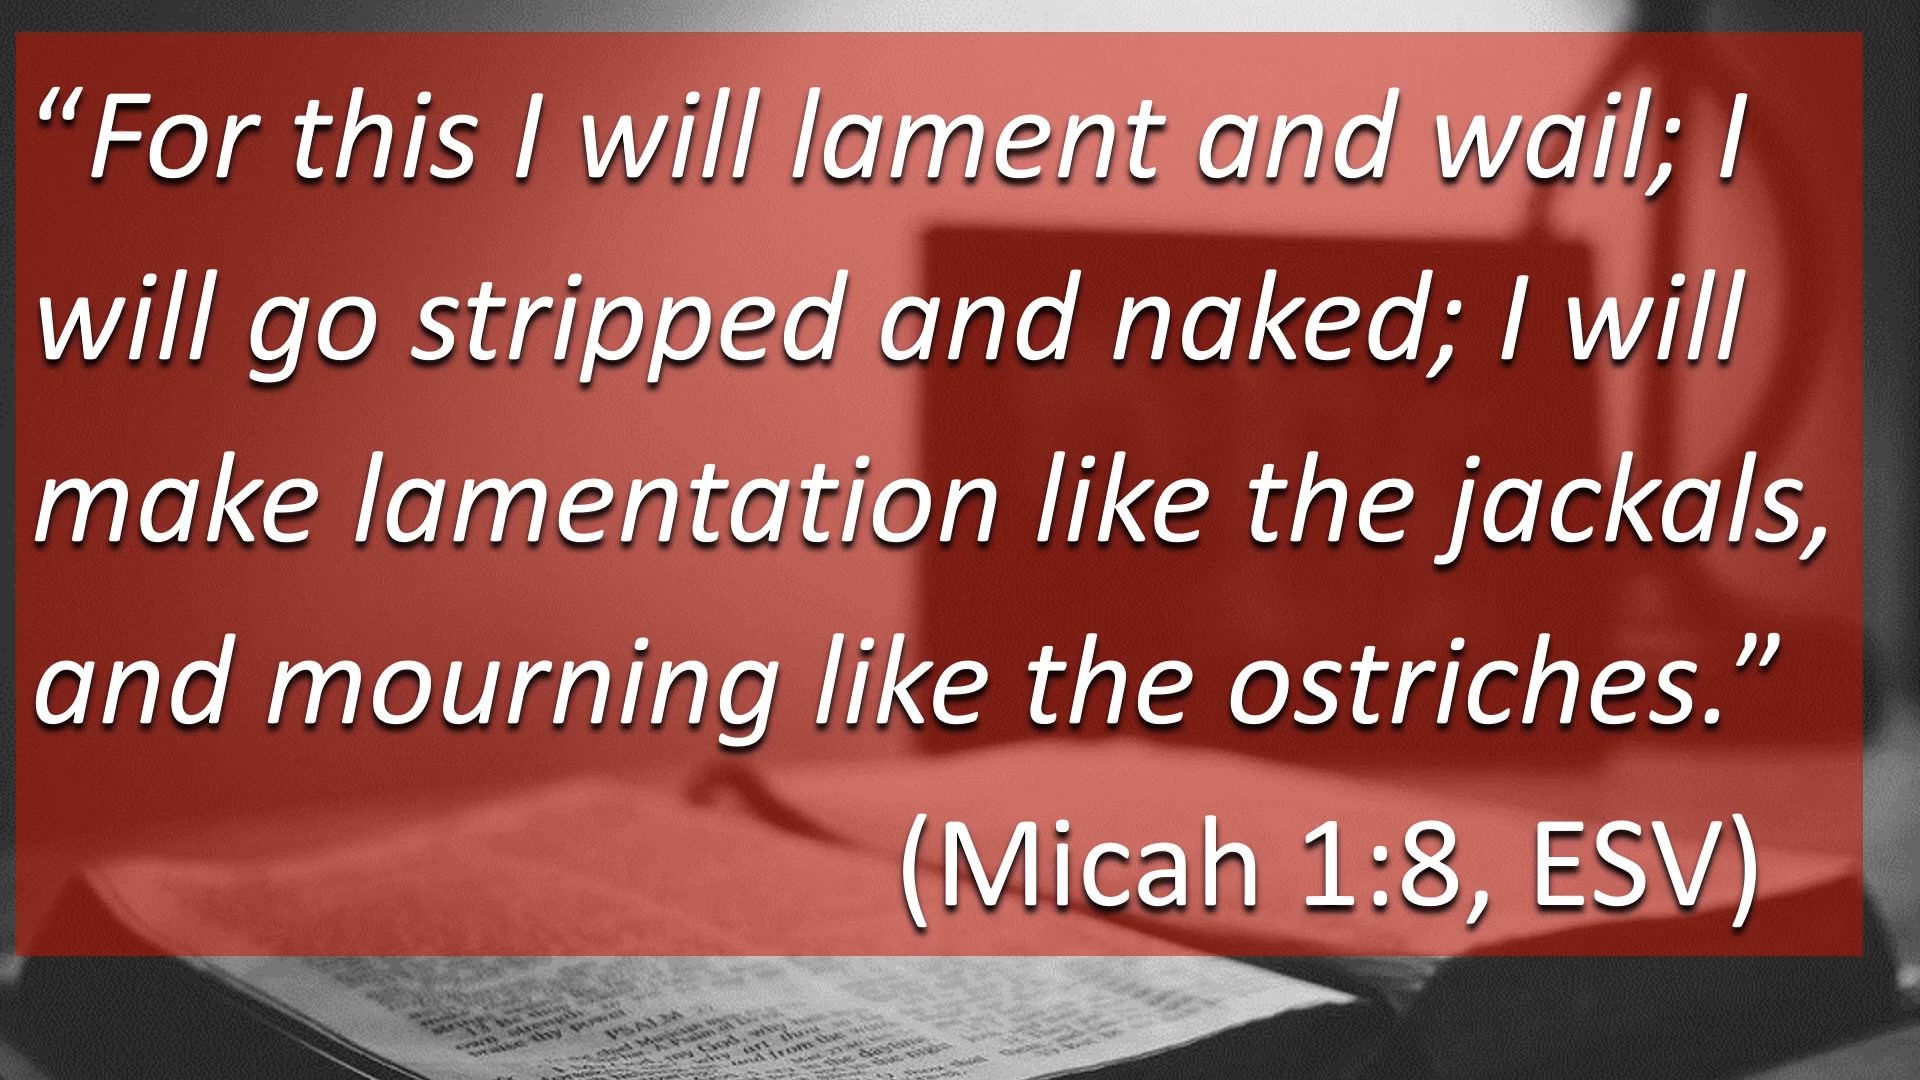 “For this I will lament and wail; I
will go stripped and naked; I will
make lamentation like the jackals,
and mourning like the ostriches.”
(Micah 1:8, ESV)
PSALM